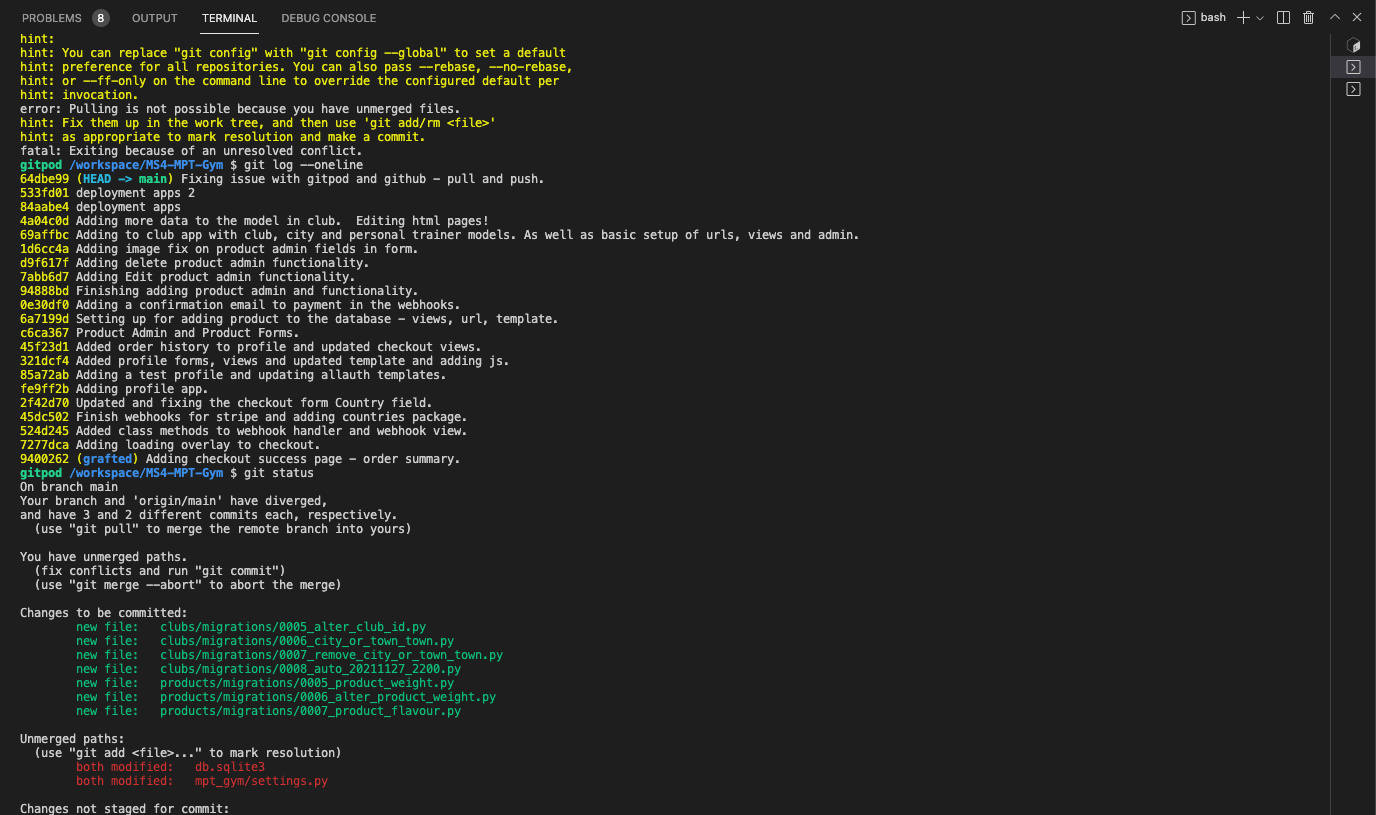 PROBLEMS 8 OUTPUT TERMINAL DEBUG CONSOLE bash
hint:
hint: You can replace "git config" with "git config --global" to set a default
hint: preference for all repositories. You can also pass --rebase, --no-rebase,
hint: or --ff-only on the command line to override the configured default per
hint: invocation.
error: Pulling is not possible because you have unmerged files.
hint: Fix them up in the work tree, and then use 'git add/rm <file>'
hint: as appropriate to mark resolution and make a commit.
fatal: Exiting because of an unresolved conflict.
gitpod /workspace/MS4-MPT-Gym $ git log --oneline
64dbe99 (HEAD -> main) Fixing issue with gitpod and github - pull and push.
533fd01 deployment apps 2
84aabe4 deployment apps
4a04c0d Adding more data to the model in club.  Editing html pages!
69affbc Adding to club app with club, city and personal trainer models. As well as basic setup of urls, views and admin.
1d6cc4a Adding image fix on product admin fields in form.
d9f617f Adding delete product admin functionality.
7abb6d7 Adding Edit product admin functionality.
94888bd Finishing adding product admin and functionality.
0e30df0 Adding a confirmation email to payment in the webhooks.
6a7199d Setting up for adding product to the database - views, url, template.
c6ca367 Product Admin and Product Forms.
45f23d1 Added order history to profile and updated checkout views.
321dcf4 Added profile forms, views and updated template and adding js.
85a72ab Adding a test profile and updating allauth templates.
fe9ff2b Adding profile app.
2f42d70 Updated and fixing the checkout form Country field.
45dc502 Finish webhooks for stripe and adding countries package.
524d245 Added class methods to webhook handler and webhook view.
7277dca Adding loading overlay to checkout.
9400262 (grafted) Adding checkout success page - order summary.
gitpod /workspace/MS4-MPT-Gym $ git status
On branch main
Your branch and 'origin/main' have diverged,
and have 3 and 2 different commits each, respectively.
  (use "git pull" to merge the remote branch into yours)
You have unmerged paths.
  (fix conflicts and run "git commit")
  (use "git merge --abort" to abort the merge)
Changes to be committed:
        new file:   clubs/migrations/0005_alter_club_id.py
        new file:   clubs/migrations/0006_city_or_town_town.py
        new file:   clubs/migrations/0007_remove_city_or_town_town.py
        new file:   clubs/migrations/0008_auto_20211127_2200.py
        new file:   products/migrations/0005_product_weight.py
        new file:   products/migrations/0006_alter_product_weight.py
        new file:   products/migrations/0007_product_flavour.py
Unmerged paths:
  (use "git add <file>..." to mark resolution)
        both modified:   db.sqlite3
        both modified:   mpt_gym/settings.py
Changes not staged for commit: